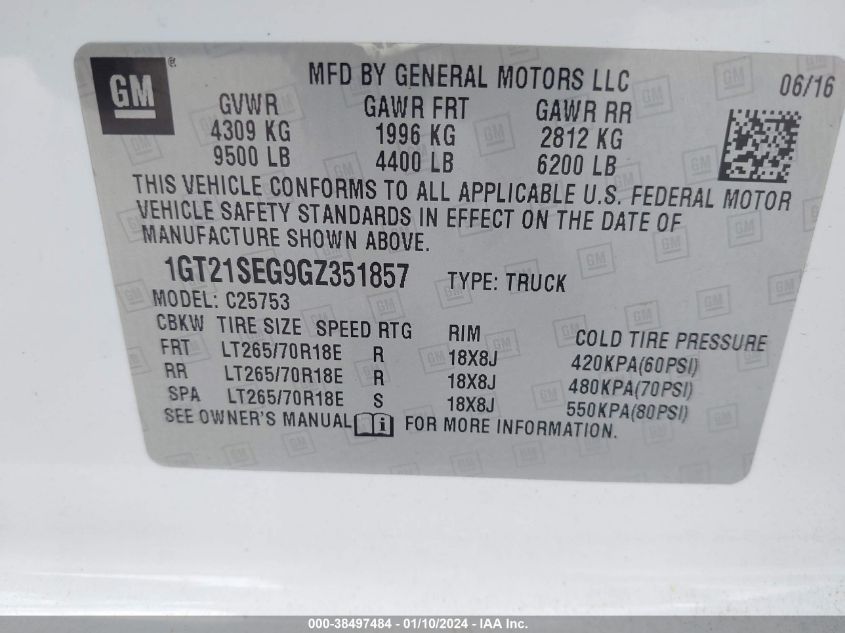 GM ®
MFD BY GENERAL MOTORS LLC 06/16
GVWR GAWR FRT GAWR RR
4309 KG 1996 KG 2812 KG
9500 LB 4400 LB 6200 LB
THIS VEHICLE CONFORMS TO ALL APPLICABLE U.S. FEDERAL MOTOR
VEHICLE SAFETY STANDARDS IN EFFECT ON THE DATE OF
MANUFACTURE SHOWN ABOVE.
1GT21SEG9GZ351857 TYPE: TRUCK
MODEL: C25753
CBKW TIRE SIZE SPEED RTG RIM COLD TIRE PRESSURE
FRT LT265/70R18E R 18X8J 420KPA(60PSI)
RR LT265/70R18E R 18X8J 480KPA(70PSI)
SPA LT265/70R18E S 18X8J 550KPA(80PSI)
SEE OWNER'S MANUAL i FOR MORE INFORMATION.
000-38497484 - 01/10/2024 - IAA Inc.